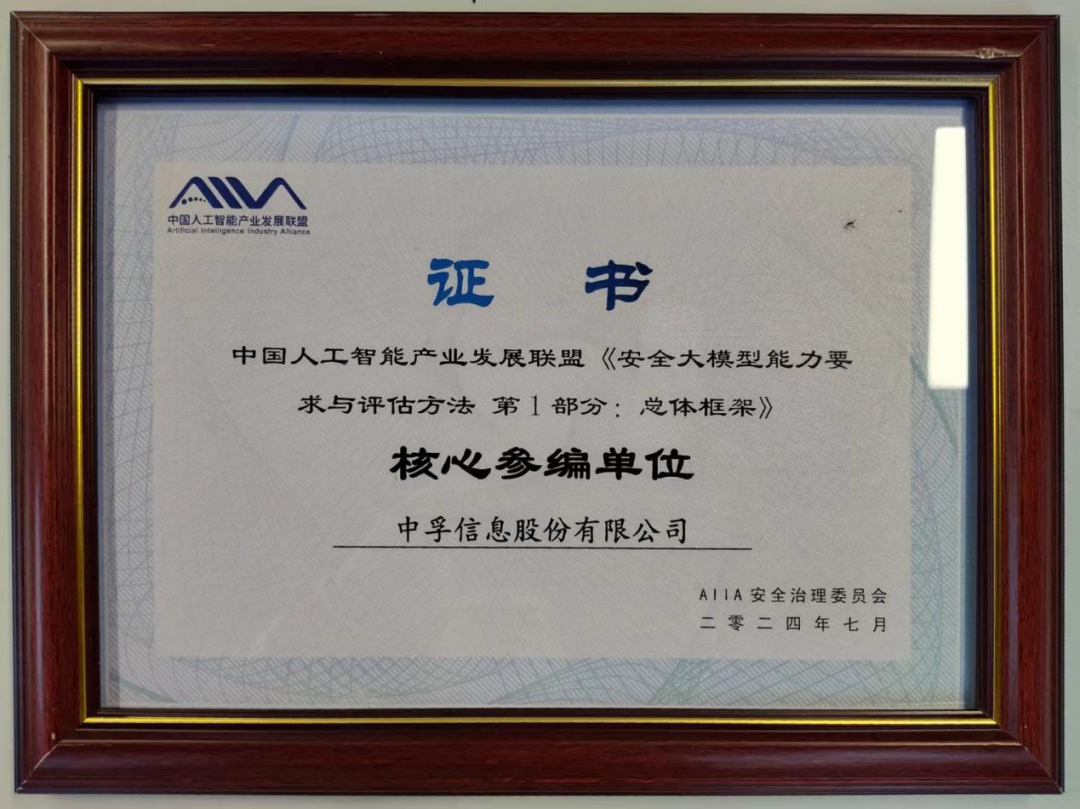 AIIA
中国人工智能产业发展联盟
Artificial Intelligence Industry Alliance
证 书
中国人工智能产业发展联盟《安全大模型能力要
求与评估方法 第1部分：总体框架》
核心参编单位
中孚信息股份有限公司
AIIA安全治理委员会
二零二四年七月